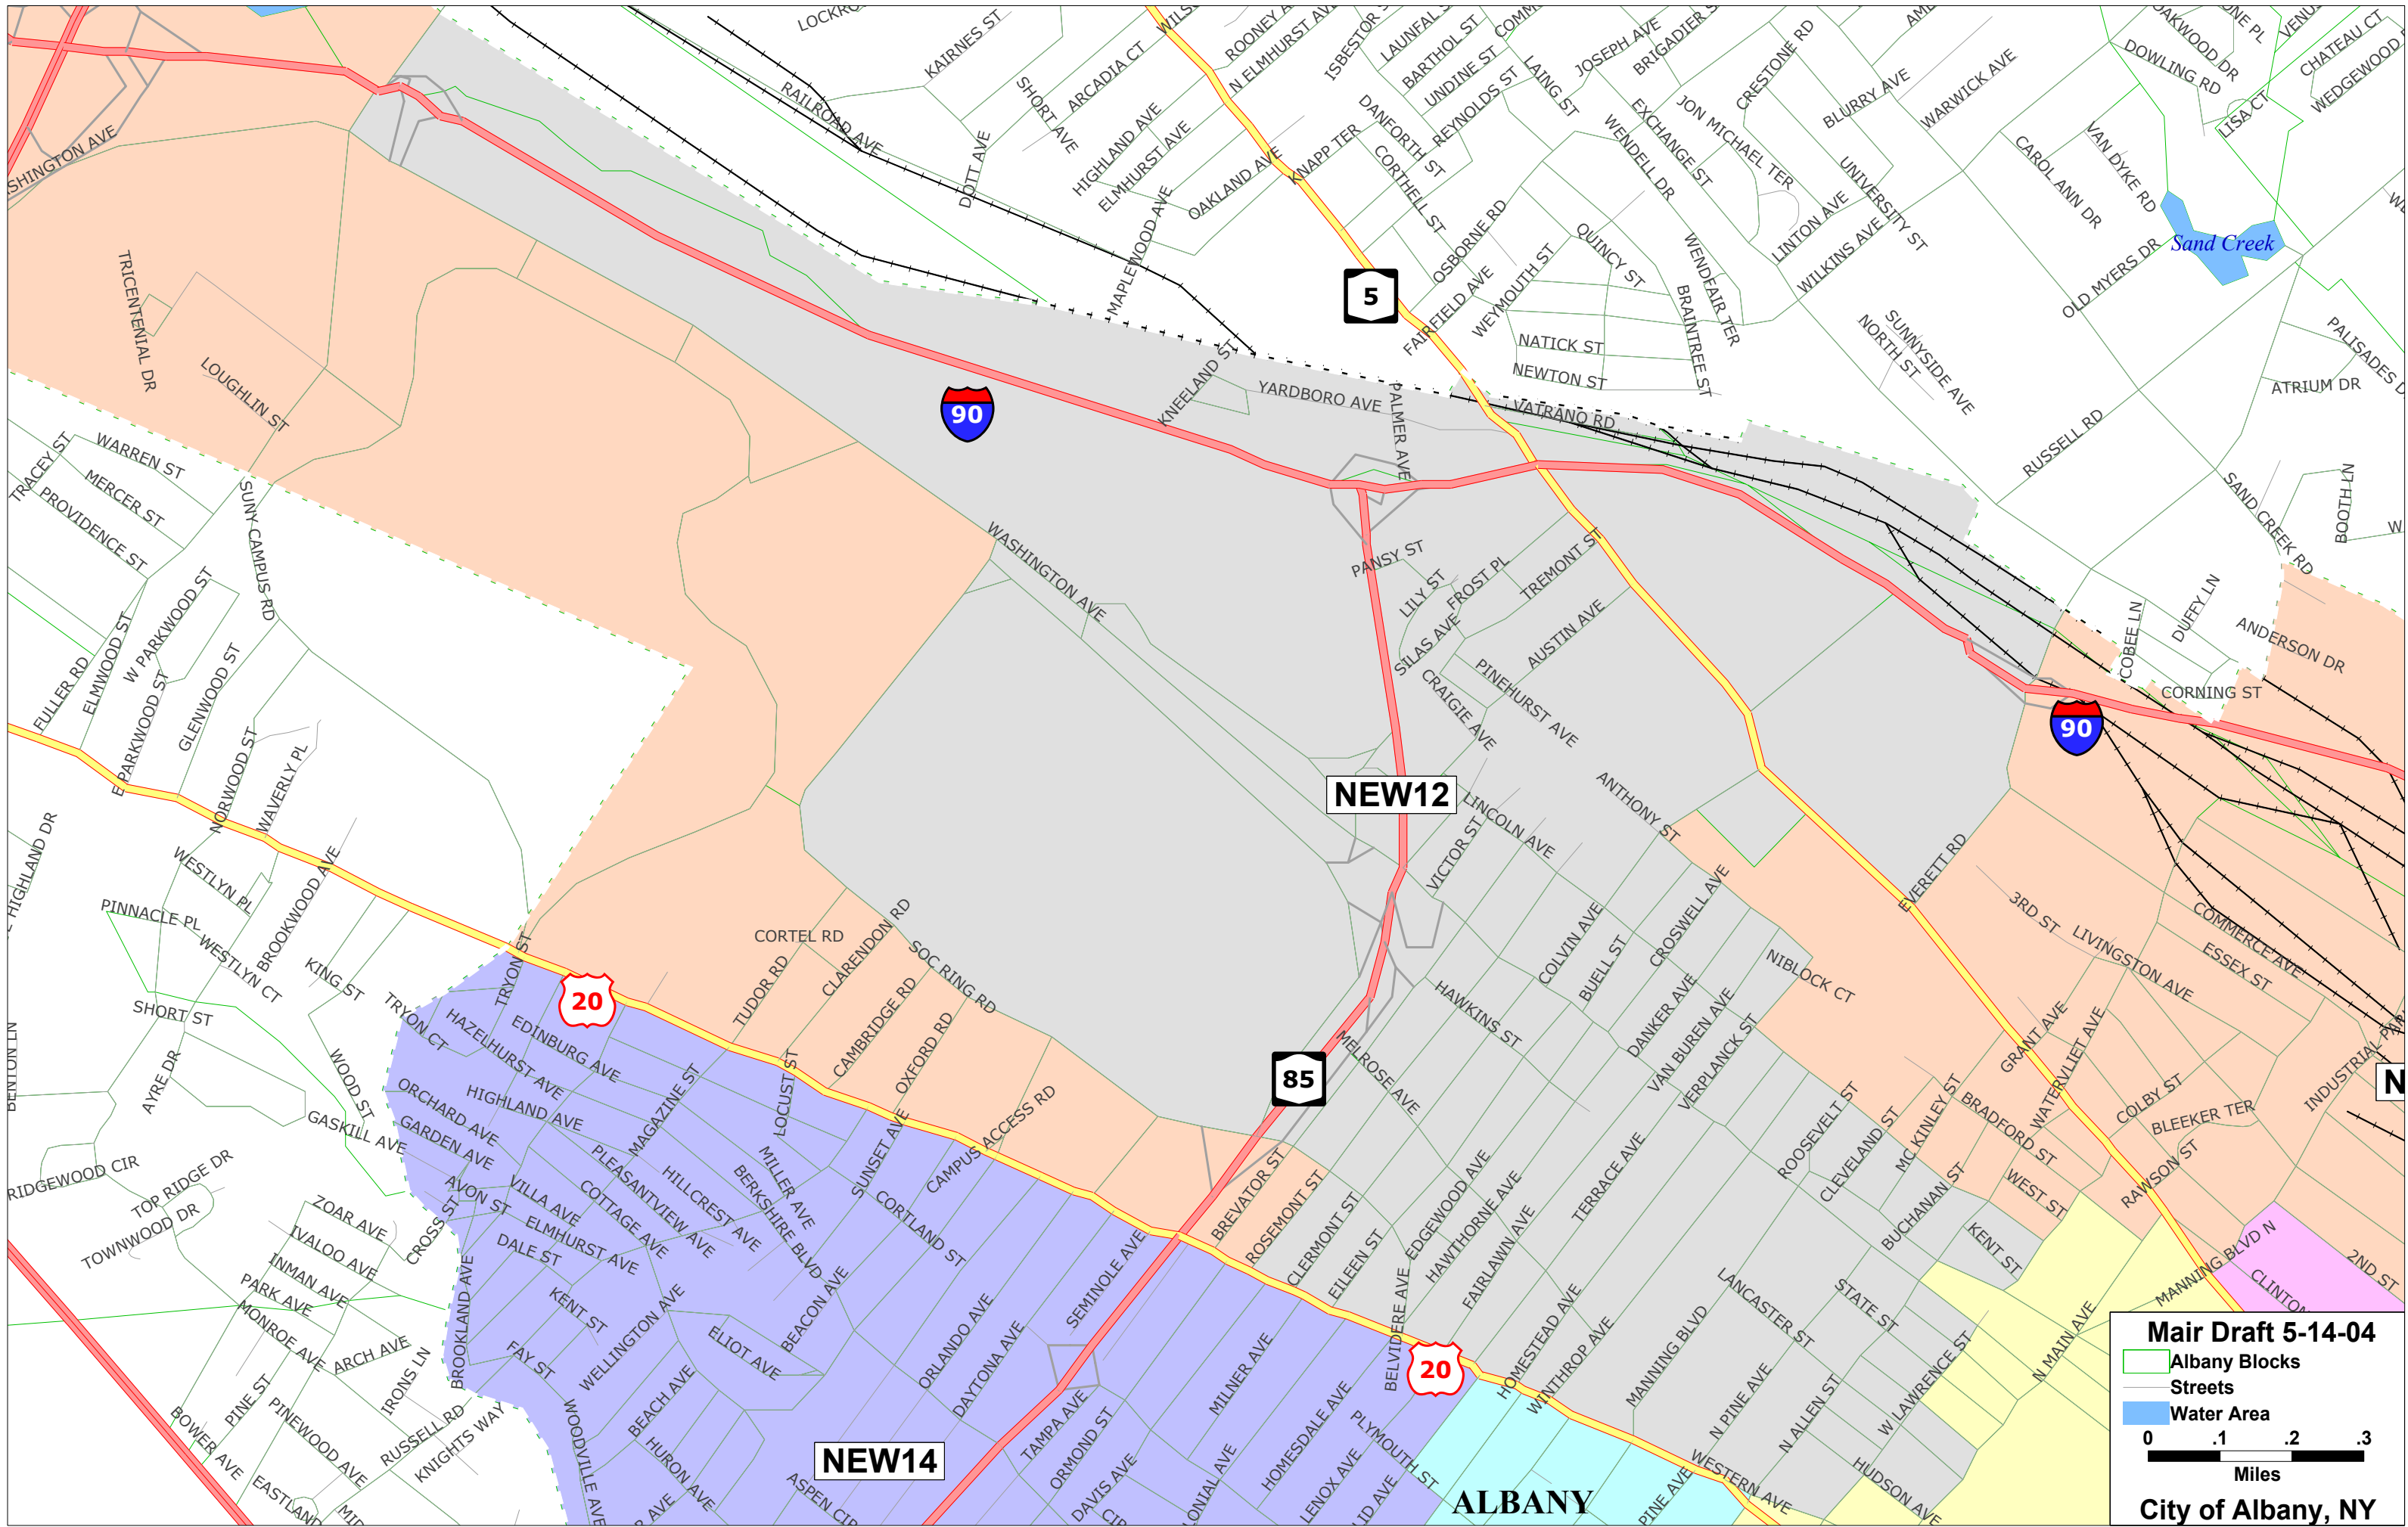 KAIRNES ST
ARCADIA CT
SHORT AVE
RAILROAD AVE
DOTT AVE
HIGHLAND AVE
ELMHURST AVE
MAPLEWOOD AVE
OAKLAND AVE
N ELMHURST AVE
KNAPP TER
DANFORTH ST
CORTHELL ST
BARTHOL ST
UNDINE ST
REYNOLDS ST
LAING ST
JOSEPH AVE
EXCHANGE ST
WENDELL DR
JON MICHAEL TER
CRESTONE RD
BLURRY AVE
WARWICK AVE
UNIVERSITY ST
LINTON AVE
WILKINS AVE
CAROL ANN DR
VAN DYKE RD
DOWLING RD
OAKWOOD DR
LISA CT
CHATEAU CT
Sand Creek
OLD MYERS DR
5
OSBORNE RD
FAIRFIELD AVE
WEYMOUTH ST
QUINCY ST
WENDFAIR TER
BRAINTREE ST
NATICK ST
NEWTON ST
SUNNYSIDE AVE
NORTH ST
ATRIUM DR
RUSSELL RD
SAND CREEK RD
BOOTH LN
TRICENTENIAL DR
LOUGHLIN ST
90
KNEELAND ST
YARDBORO AVE
PALMER AVE
VATRANO RD
TRACEY ST
WARREN ST
MERCER ST
PROVIDENCE ST
SUNY CAMPUS RD
WASHINGTON AVE
PANSY ST
LILY ST
FROST PL
TREMONT ST
SILAS AVE
AUSTIN AVE
CRAIGIE AVE
PINEHURST AVE
COBEE LN
DUFFY LN
ANDERSON DR
CORNING ST
90
FULLER RD
ELMWOOD ST
W PARKWOOD ST
E PARKWOOD ST
GLENWOOD ST
NORWOOD ST
WAVERLY PL
NEW12
LINCOLN AVE
VICTOR ST
ANTHONY ST
EVERETT RD
WESTLYN PL
PINNACLE PL
WESTLYN CT
BROOKWOOD AVE
KING ST
SHORT ST
AYRE DR
WOOD ST
BENTON LN
TRYON ST
TRYON CT
20
CORTEL RD
TUDOR RD
CLARENDON RD
CAMBRIDGE RD
SOC RING RD
OXFORD RD
CAMPUS ACCESS RD
COLVIN AVE
BUELL ST
CROSWELL AVE
NIBLOCK CT
HAWKINS ST
DANKER AVE
VAN BUREN AVE
VERPLANCK ST
MELROSE AVE
85
3RD ST
LIVINGSTON AVE
COMMERCE AVE
ESSEX ST
GRANT AVE
WATERVLIET AVE
COLBY ST
BLEEKER TER
RAWSON ST
HAZELHURST AVE
EDINBURG AVE
ORCHARD AVE
HIGHLAND AVE
GARDEN AVE
GASKILL AVE
MAGAZINE ST
LOCUST ST
PLEASANTVIEW AVE
HILLCREST AVE
MILLER AVE
BERKSHIRE BLVD
SUNSET AVE
CORTLAND ST
AVON ST
VILLA AVE
COTTAGE AVE
ELMHURST AVE
DALE ST
CROSS ST
BROOKLAND AVE
KENT ST
FAY ST
WELLINGTON AVE
ELIOT AVE
BEACON AVE
BEACH AVE
HURON AVE
WOODVILLE AVE
RIDGEWOOD CIR
TOP RIDGE DR
TOWNWOOD DR
ZOAR AVE
IVALOO AVE
INMAN AVE
PARK AVE
MONROE AVE
ARCH AVE
IRONS LN
PINE ST
PINEWOOD AVE
BOWER AVE
RUSSELL RD
KNIGHTS WAY
ORLANDO AVE
DAYTONA AVE
SEMINOLE AVE
BREVATOR ST
ROSEMONT ST
CLERMONT ST
EILEEN ST
BELVIDERE AVE
EDGEWOOD AVE
HAWTHORNE AVE
FAIRLAWN AVE
TERRACE AVE
ROOSEVELT ST
CLEVELAND ST
MCKINLEY ST
BRADFORD ST
WEST ST
BUCHANAN ST
KENT ST
LANCASTER ST
STATE ST
HOMESTEAD AVE
WINTHROP AVE
MANNING BLVD
N PINE AVE
N ALLEN ST
W LAWRENCE ST
N MAIN AVE
MANNING BLVD N
2ND ST
WESTERN AVE
HUDSON AVE
PINE AVE
20
TAMPA AVE
ORMOND ST
DAVIS AVE
MILNER AVE
HOMESDALE AVE
LENOX AVE
PLYMOUTH ST
ASPEN CIR
NEW14
ALBANY
Mair Draft 5-14-04
Albany Blocks
Streets
Water Area
0 .1 .2 .3
Miles
City of Albany, NY